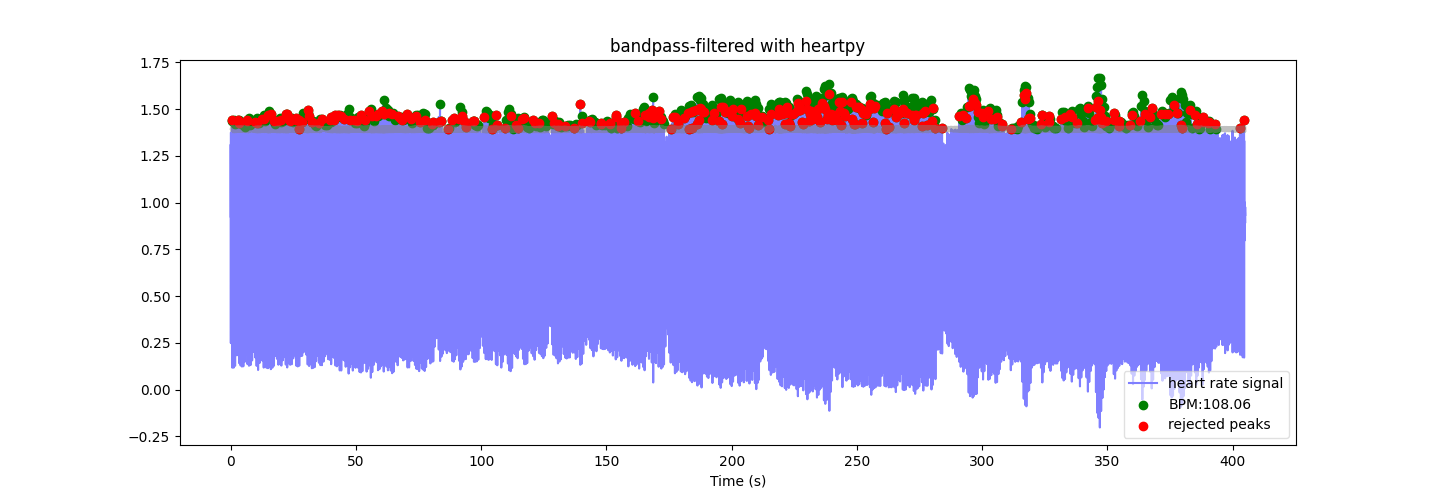 bandpass-filtered with heartpy
1.75
1.50
1.25
1.00
0.75
0.50
0.25
0.00
−0.25
heart rate signal
BPM:108.06
rejected peaks
0 50 100 150 200 250 300 350 400
Time (s)